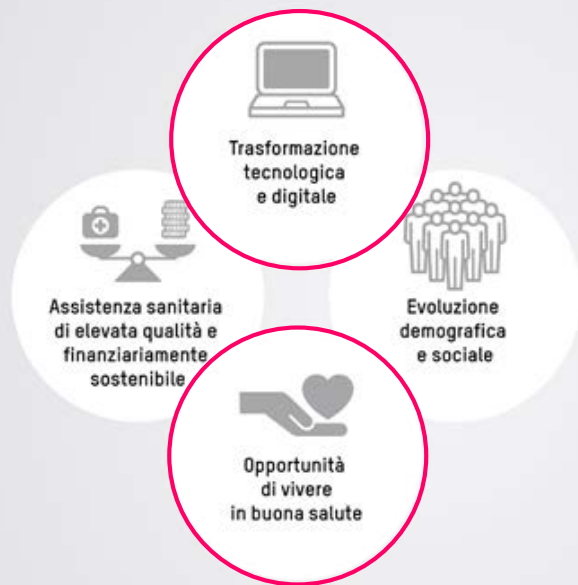 Trasformazione
tecnologica
e digitale
Assistenza sanitaria
di elevata qualità e
finanziariamente
sostenibile
Evoluzione
demografica
e sociale
Opportunità
di vivere
in buona salute